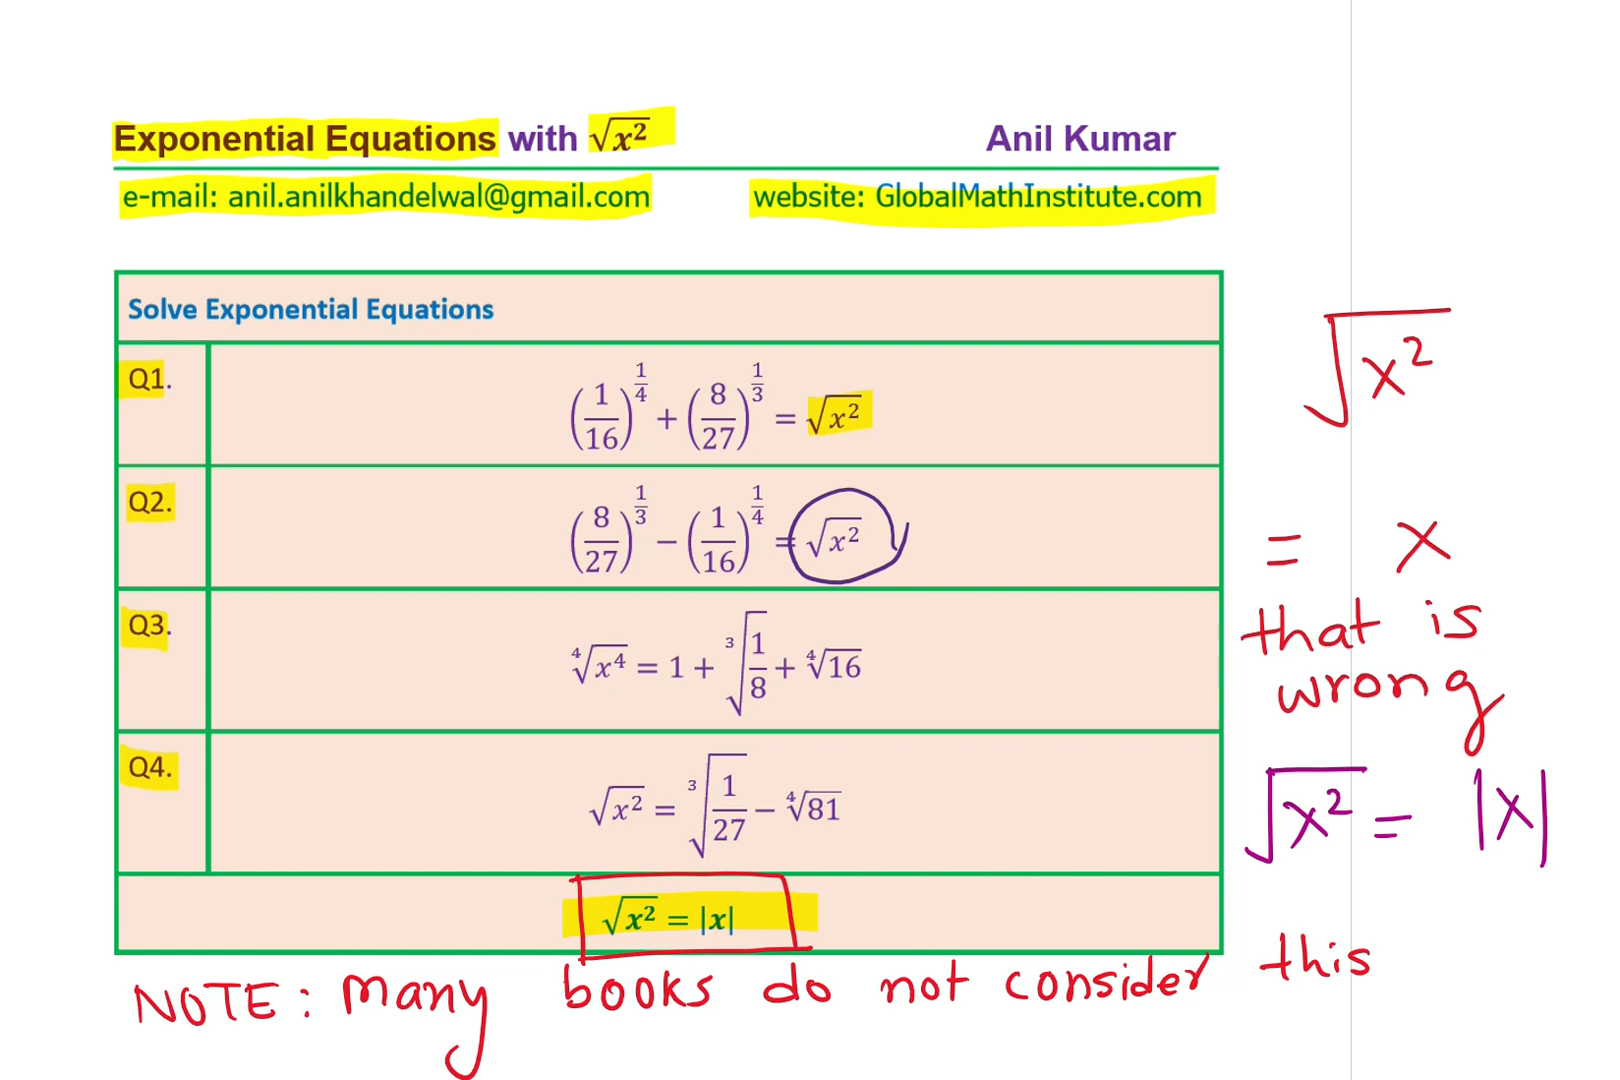 Exponential Equations with √x² Anil Kumar
e-mail: anil.anilkhandelwal@gmail.com website: GlobalMathInstitute.com
Solve Exponential Equations
Q1. (1/16)^(1/4) + (8/27)^(1/3) = √x²
Q2. (8/27)^(1/3) − (1/16)^(1/4) = √x²
Q3. ⁴√x⁴ = 1 + ³√(1/8) + ⁴√16
Q4. √x² = ³√(1/27) − ⁴√81
√x² = |x|
√x²
= x
that is
wrong
√x² = |x|
NOTE: Many books do not consider this